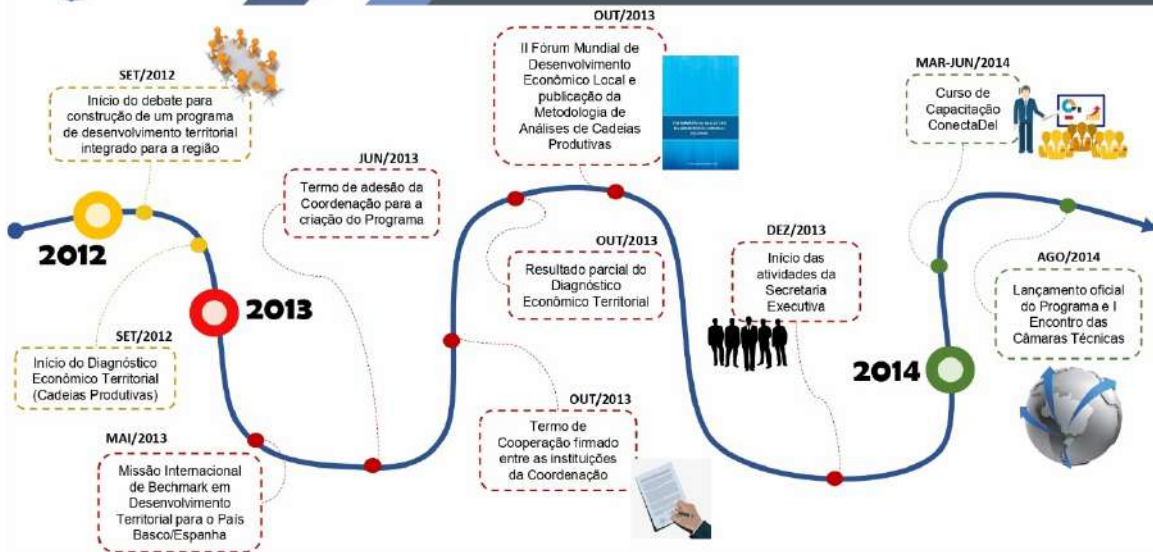 SET/2012
Início do debate para
construção de um programa
de desenvolvimento territorial
integrado para a região
2012
SET/2012
Início do Diagnóstico
Econômico Territorial
(Cadeias Produtivas)
2013
MAI/2013
Missão Internacional
de Bechmark em
Desenvolvimento
Territorial para o País
Basco/Espanha
JUN/2013
Termo de adesão da
Coordenação para a
criação do Programa
OUT/2013
Termo de
Cooperação firmado
entre as instituições
da Coordenação
OUT/2013
Resultado parcial do
Diagnóstico
Econômico Territorial
OUT/2013
II Fórum Mundial de
Desenvolvimento
Econômico Local e
publicação da
Metodologia de
Análises de Cadeias
Produtivas
DEZ/2013
Início das
atividades da
Secretaria
Executiva
2014
MAR-JUN/2014
Curso de
Capacitação
ConectaDel
AGO/2014
Lançamento oficial
do Programa e I
Encontro das
Câmaras Técnicas